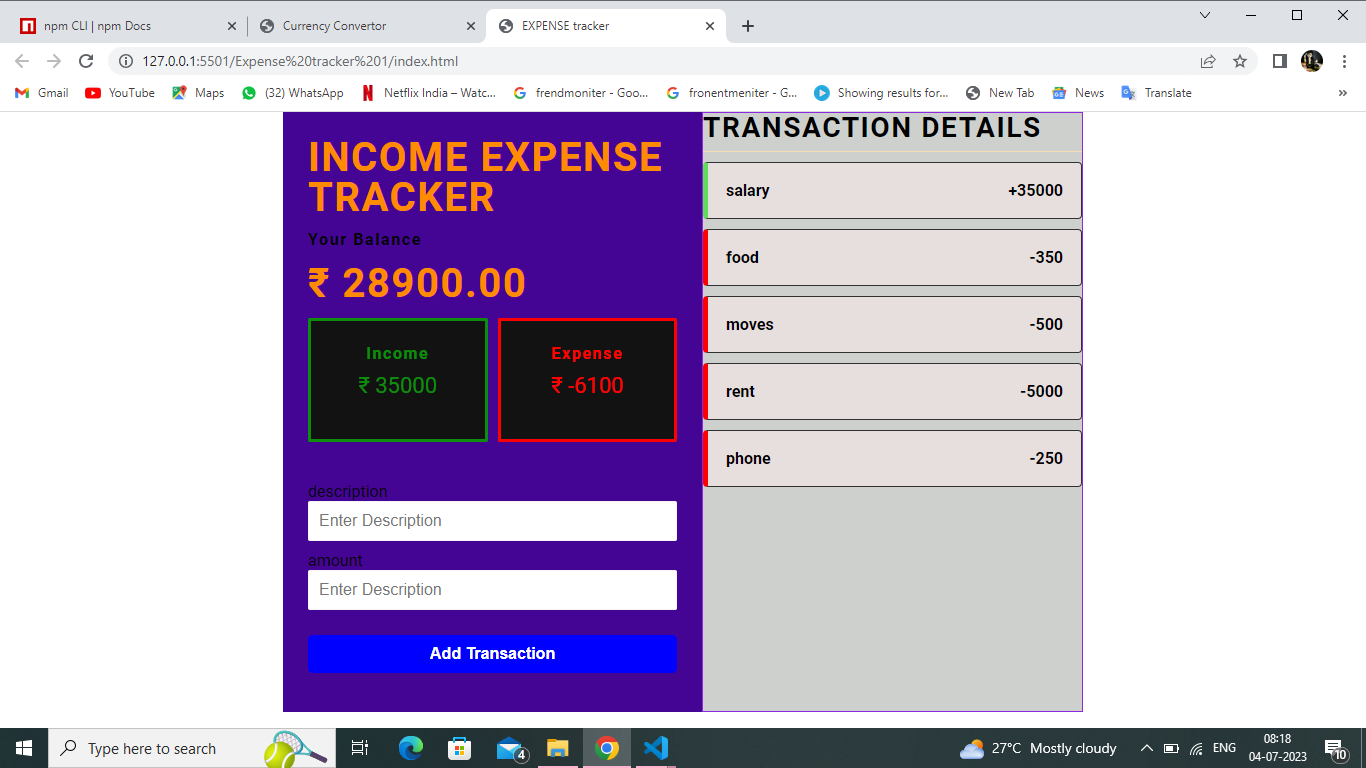 npm CLI | npm Docs
Currency Convertor
EXPENSE tracker
127.0.0.1:5501/Expense%20tracker%201/index.html
Gmail
YouTube
Maps
(32) WhatsApp
Netflix India – Watc...
frendmoniter - Goo...
fronentmeniter - G...
Showing results for...
New Tab
News
Translate
»
INCOME EXPENSE
TRACKER
Your Balance
₹ 28900.00
Income
₹ 35000
Expense
₹ -6100
description
Enter Description
amount
Enter Description
Add Transaction
TRANSACTION DETAILS
salary +35000
food -350
moves -500
rent -5000
phone -250
Type here to search
4
27°C Mostly cloudy
ENG
08:18
04-07-2023
10